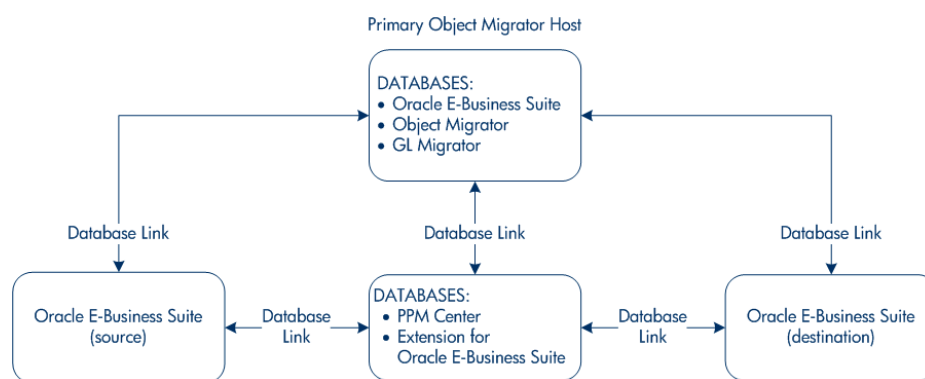 Primary Object Migrator Host
DATABASES:
• Oracle E-Business Suite
• Object Migrator
• GL Migrator
Database Link
Database Link
Database Link
Oracle E-Business Suite
(source)
Database
Link
DATABASES:
• PPM Center
• Extension for
Oracle E-Business Suite
Database
Link
Oracle E-Business Suite
(destination)